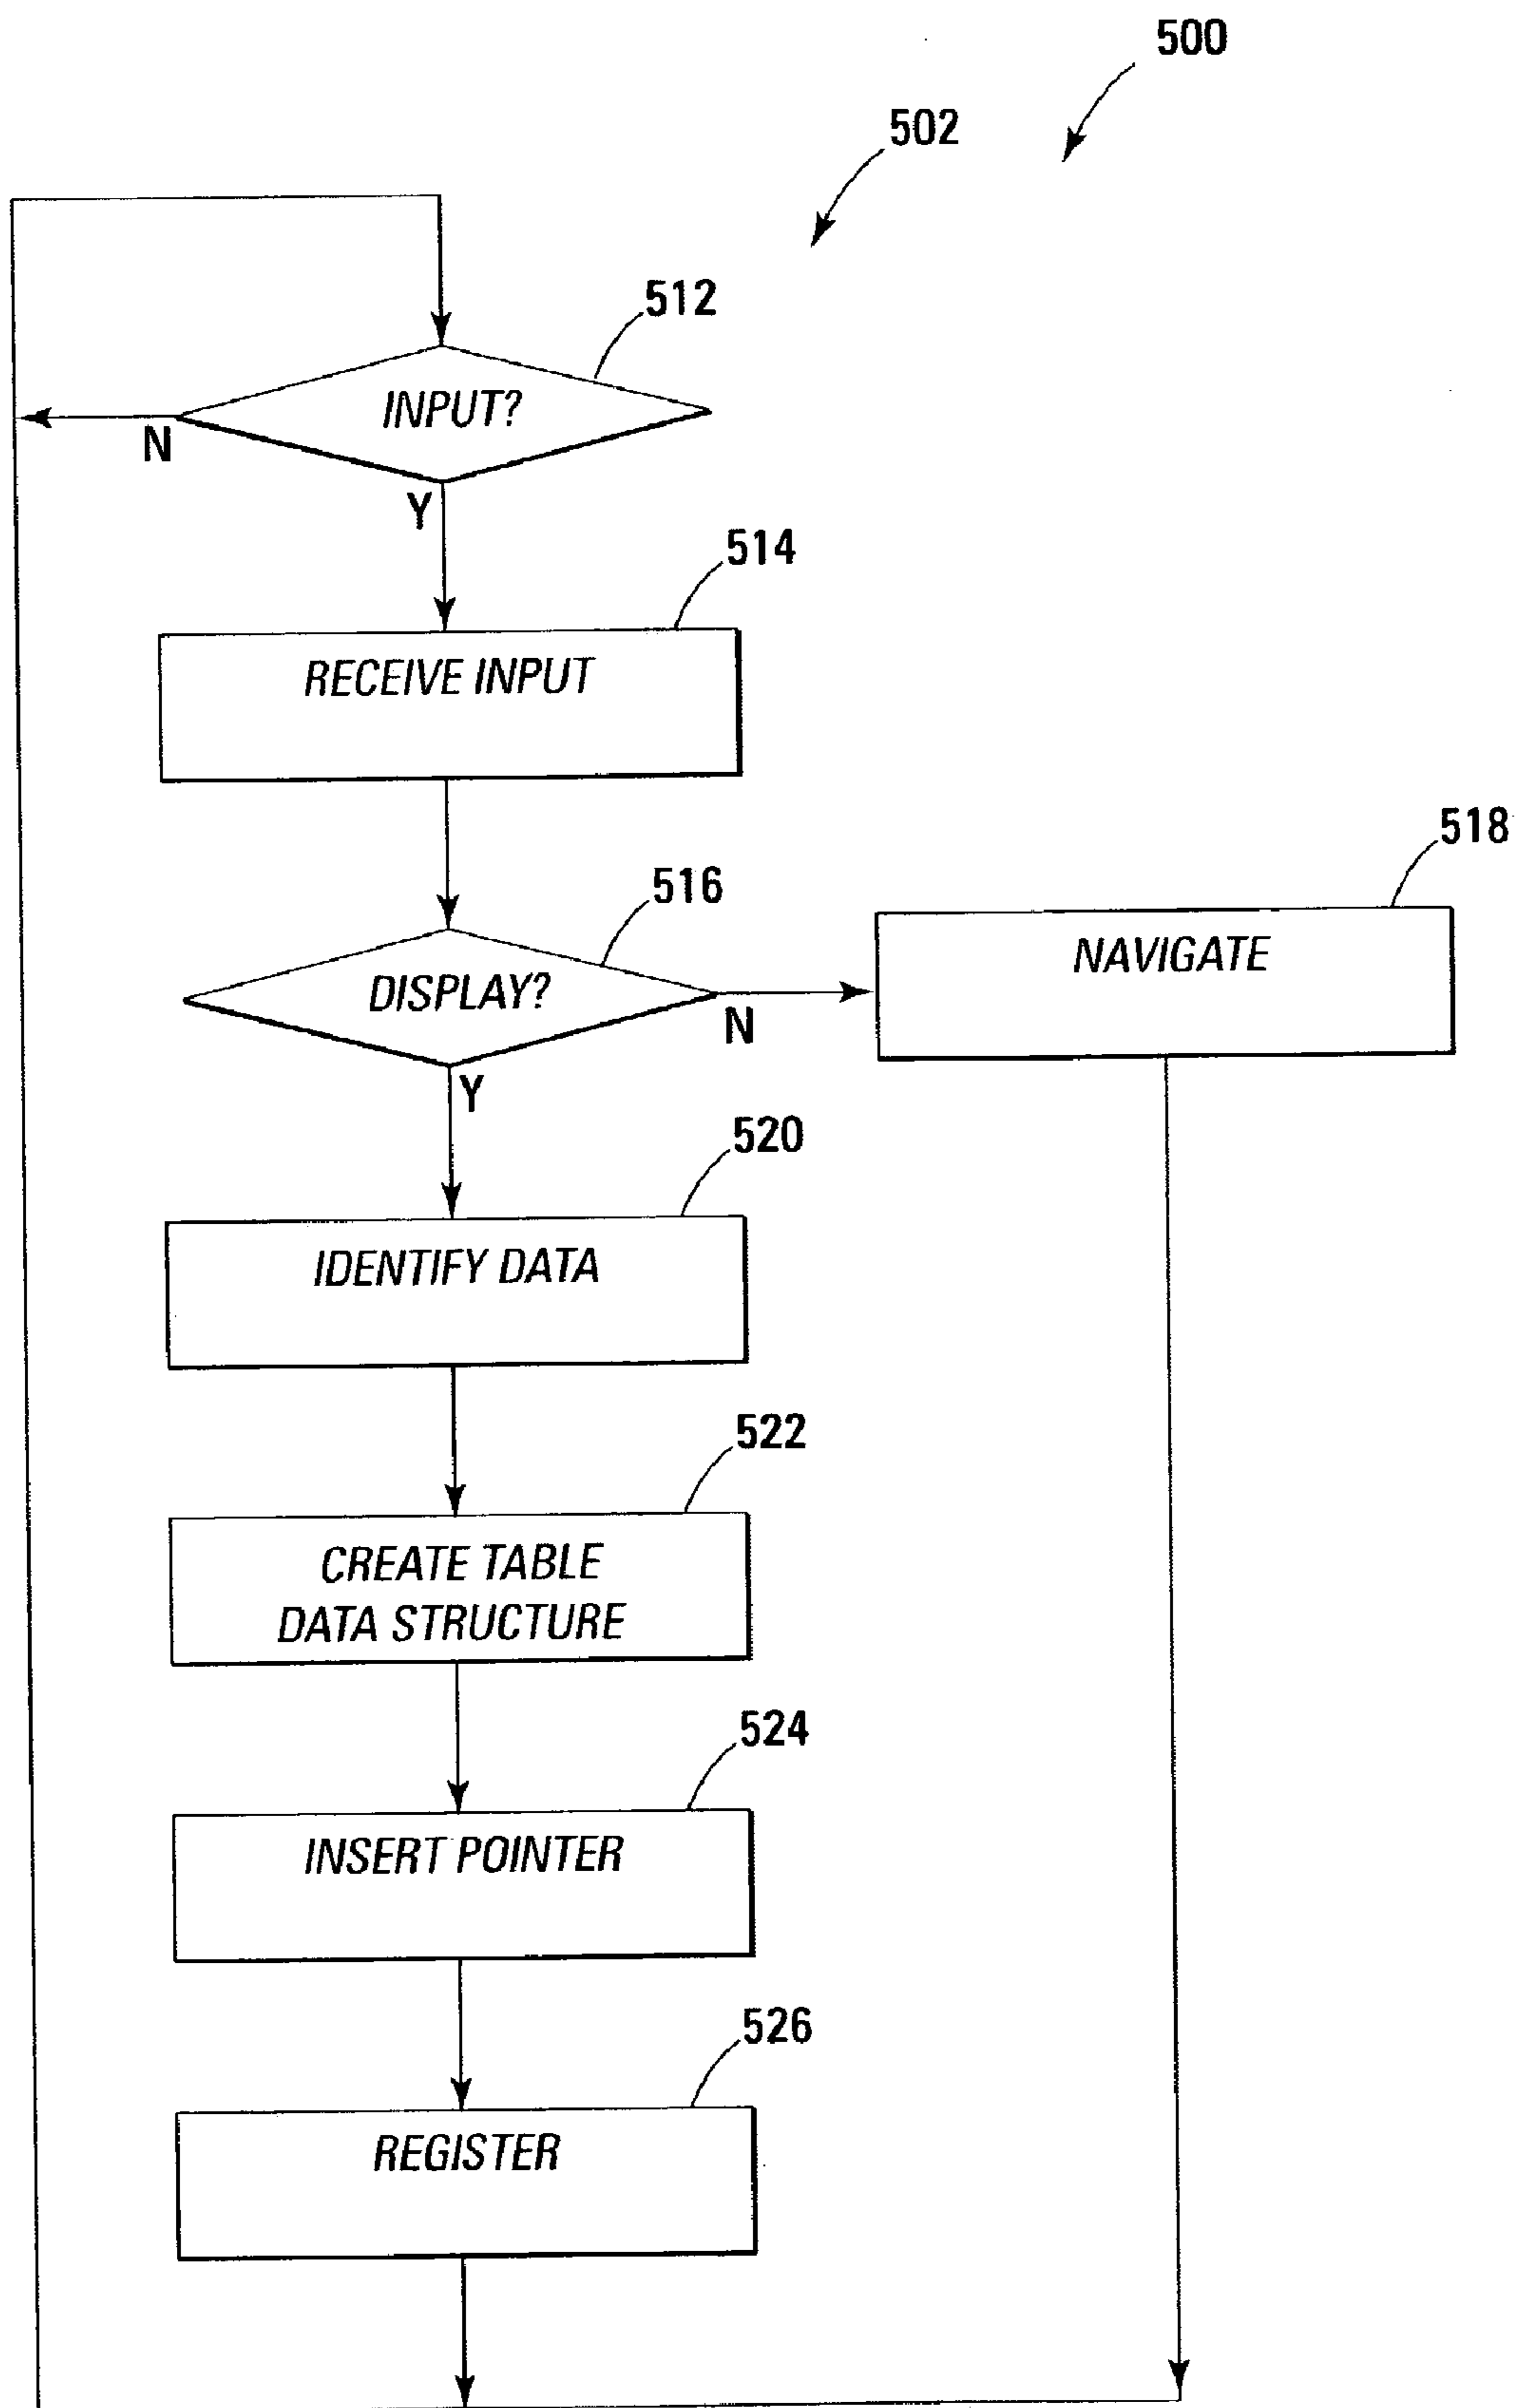 500
502
512
INPUT?
N
Y
514
RECEIVE INPUT
516
518
DISPLAY?
NAVIGATE
N
Y
520
IDENTIFY DATA
522
CREATE TABLE
DATA STRUCTURE
524
INSERT POINTER
526
REGISTER